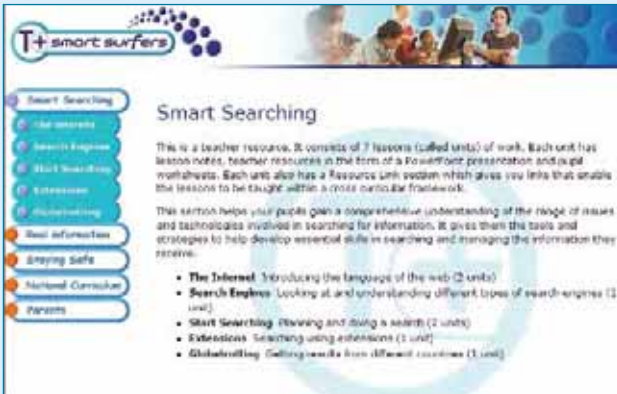 T+ smart surfers
Smart Searching
The Internet
Search Engines
Start Searching
Extensions
Globetrotting
Real information
Staying Safe
National Curriculum
Parents
Smart Searching
This is a teacher resource. It consists of 7 lessons (called units) of work. Each unit has
lesson notes, teacher resources in the form of a PowerPoint presentation and pupil
worksheets. Each unit also has a Resource Link section which gives you links that enable
the lessons to be taught within a cross curricular framework.
This section helps your pupils gain a comprehensive understanding of the range of issues
and technologies involved in searching for information. It gives them the tools and
strategies to help develop essential skills in searching and managing the information they
receive.
• The Internet Introducing the language of the web (2 units)
• Search Engines Looking at and understanding different types of search engines (1
unit)
• Start Searching Planning and doing a search (2 units)
• Extensions Searching using extensions (1 unit)
• Globetrotting Getting results from different countries (1 unit)